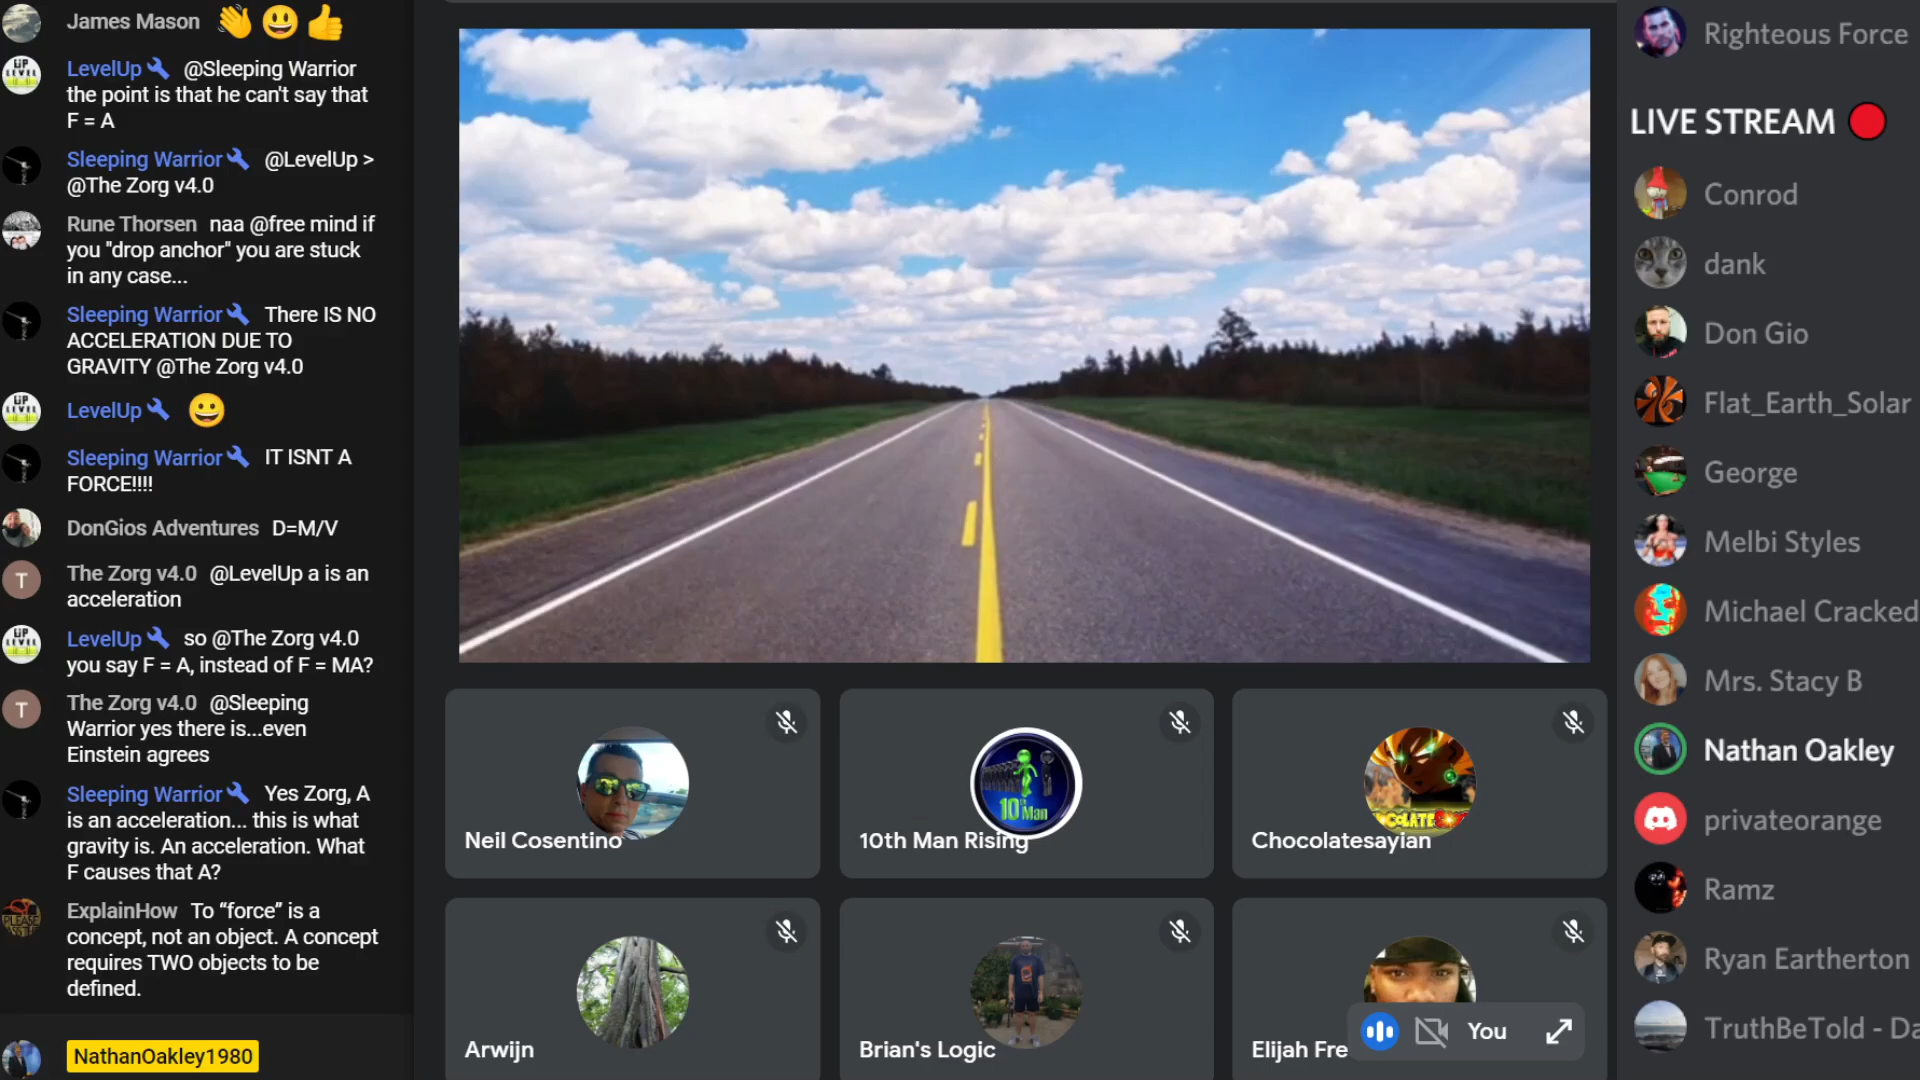 James Mason 👋 😃 👍
LevelUp @Sleeping Warrior
the point is that he can't say that
F = A
Sleeping Warrior @LevelUp >
@The Zorg v4.0
Rune Thorsen naa @free mind if
you "drop anchor" you are stuck
in any case...
Sleeping Warrior There IS NO
ACCELERATION DUE TO
GRAVITY @The Zorg v4.0
LevelUp 😀
Sleeping Warrior IT ISNT A
FORCE!!!!
DonGios Adventures D=M/V
T
The Zorg v4.0 @LevelUp a is an
acceleration
LevelUp so @The Zorg v4.0
you say F = A, instead of F = MA?
T
The Zorg v4.0 @Sleeping
Warrior yes there is...even
Einstein agrees
Sleeping Warrior Yes Zorg, A
is an acceleration... this is what
gravity is. An acceleration. What
F causes that A?
ExplainHow To “force” is a
concept, not an object. A concept
requires TWO objects to be
defined.
NathanOakley1980
Neil Cosentino
10th Man
10th Man Rising
Chocolatesayian
Arwijn
Brian's Logic
Elijah Fre
You
Righteous Force
LIVE STREAM
Conrod
dank
Don Gio
Flat_Earth_Solar
George
Melbi Styles
Michael Cracked
Mrs. Stacy B
Nathan Oakley
privateorange
Ramz
Ryan Eartherton
TruthBeTold - Da